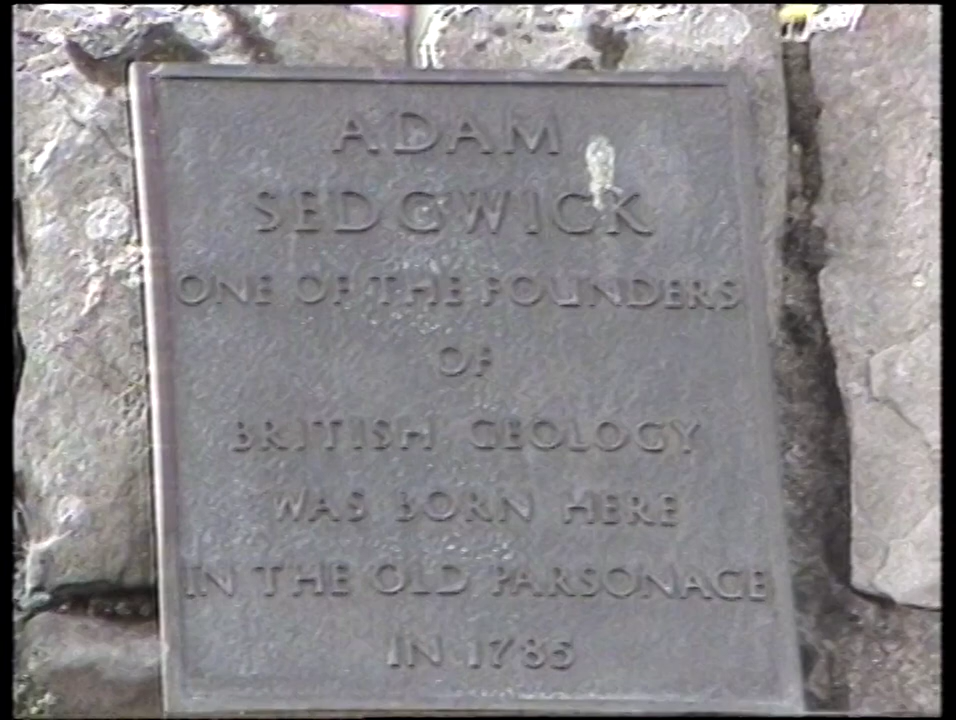 ADAM
SEDGWICK
ONE OF THE FOUNDERS
OF
BRITISH GEOLOGY
WAS BORN HERE
IN THE OLD PARSONAGE
IN 1785